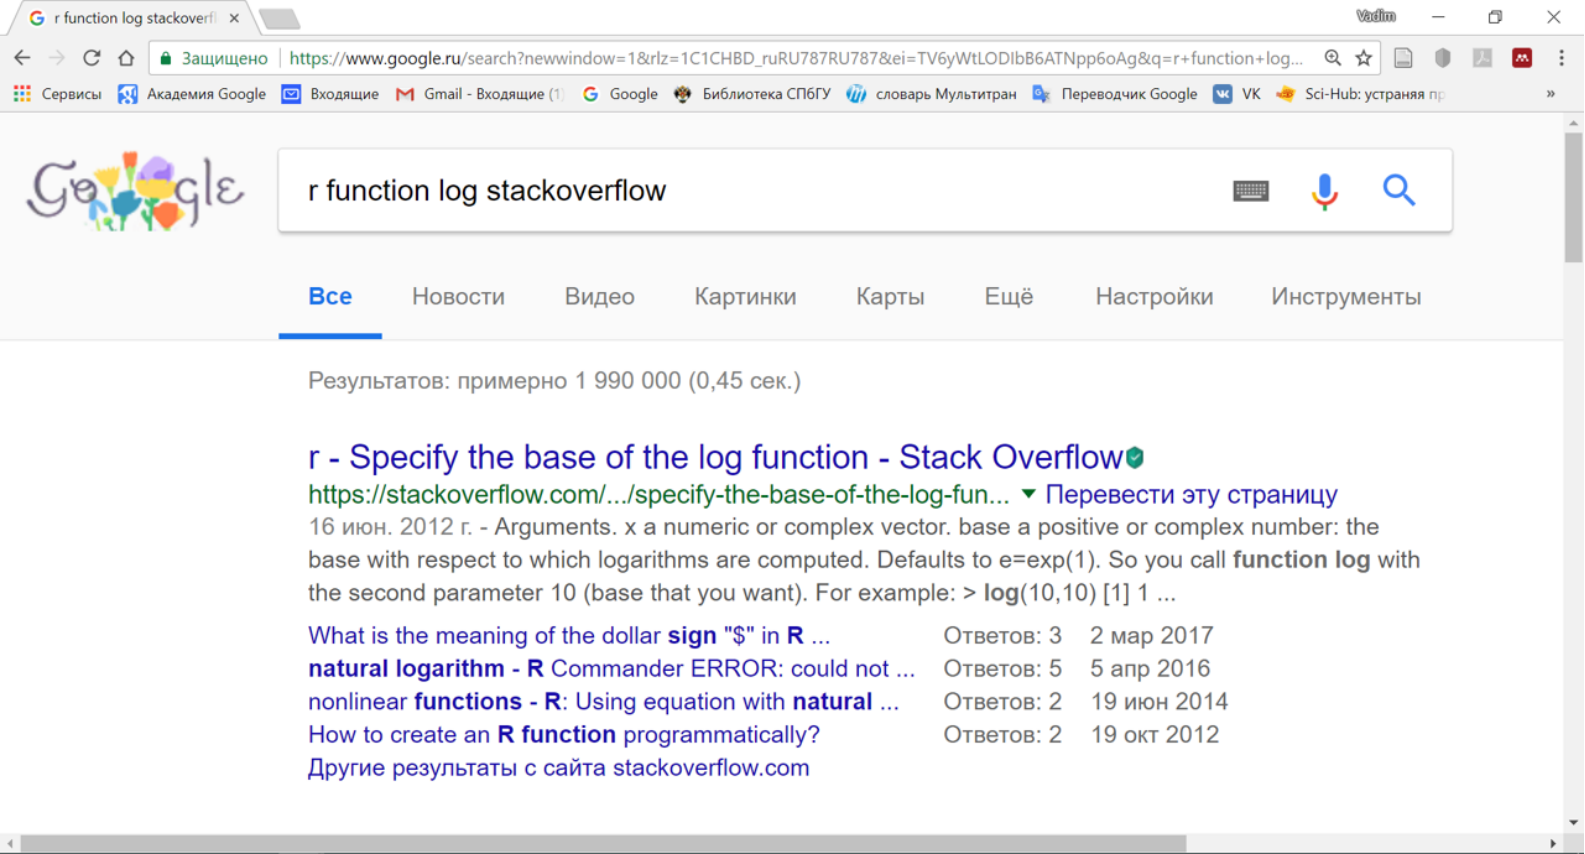 r function log stackoverfl
Vadim
Защищено
https://www.google.ru/search?newwindow=1&rlz=1C1CHBD_ruRU787RU787&ei=TV6yWtLODIbB6ATNpp6oAg&q=r+function+log...
Сервисы Академия Google Входящие Gmail - Входящие (1) Google Библиотека СПбГУ словарь Мультитран Переводчик Google VK Sci-Hub: устраняя пр »
Google
r function log stackoverflow
Все Новости Видео Картинки Карты Ещё Настройки Инструменты
Результатов: примерно 1 990 000 (0,45 сек.)
r - Specify the base of the log function - Stack Overflow
https://stackoverflow.com/.../specify-the-base-of-the-log-fun... ▼ Перевести эту страницу
16 июн. 2012 г. - Arguments. x a numeric or complex vector. base a positive or complex number: the
base with respect to which logarithms are computed. Defaults to e=exp(1). So you call function log with
the second parameter 10 (base that you want). For example: > log(10,10) [1] 1 ...
What is the meaning of the dollar sign "$" in R ... Ответов: 3 2 мар 2017
natural logarithm - R Commander ERROR: could not ... Ответов: 5 5 апр 2016
nonlinear functions - R: Using equation with natural ... Ответов: 2 19 июн 2014
How to create an R function programmatically? Ответов: 2 19 окт 2012
Другие результаты с сайта stackoverflow.com